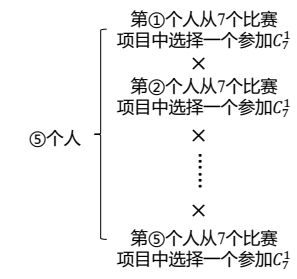 第①个人从7个比赛
项目中选择一个参加C₇¹
×
第②个人从7个比赛
项目中选择一个参加C₇¹
⑤个人
×
……
×
第⑤个人从7个比赛
项目中选择一个参加C₇¹